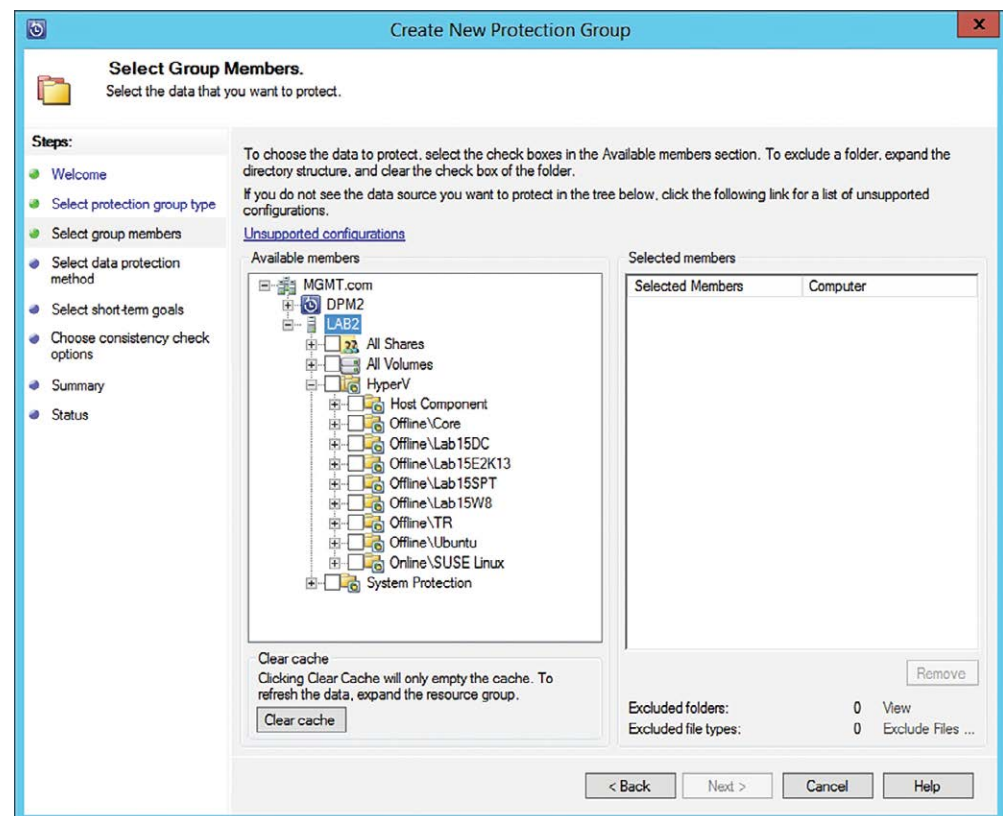 Create New Protection Group
x
Select Group Members.
Select the data that you want to protect.
Steps:
Welcome
Select protection group type
Select group members
Select data protection
method
Select short-term goals
Choose consistency check
options
Summary
Status
To choose the data to protect, select the check boxes in the Available members section. To exclude a folder, expand the
directory structure, and clear the check box of the folder.
If you do not see the data source you want to protect in the tree below, click the following link for a list of unsupported
configurations.
Unsupported configurations
Available members
MGMT.com
DPM2
LAB2
All Shares
All Volumes
HyperV
Host Component
Offline\Core
Offline\Lab15DC
Offline\Lab15E2K13
Offline\Lab15SPT
Offline\Lab15W8
Offline\TR
Offline\Ubuntu
Online\SUSE Linux
System Protection
Clear cache
Clicking Clear Cache will only empty the cache. To
refresh the data, expand the resource group.
Clear cache
Selected members
Selected Members Computer
Remove
Excluded folders: 0 View
Excluded file types: 0 Exclude Files ...
< Back Next > Cancel Help